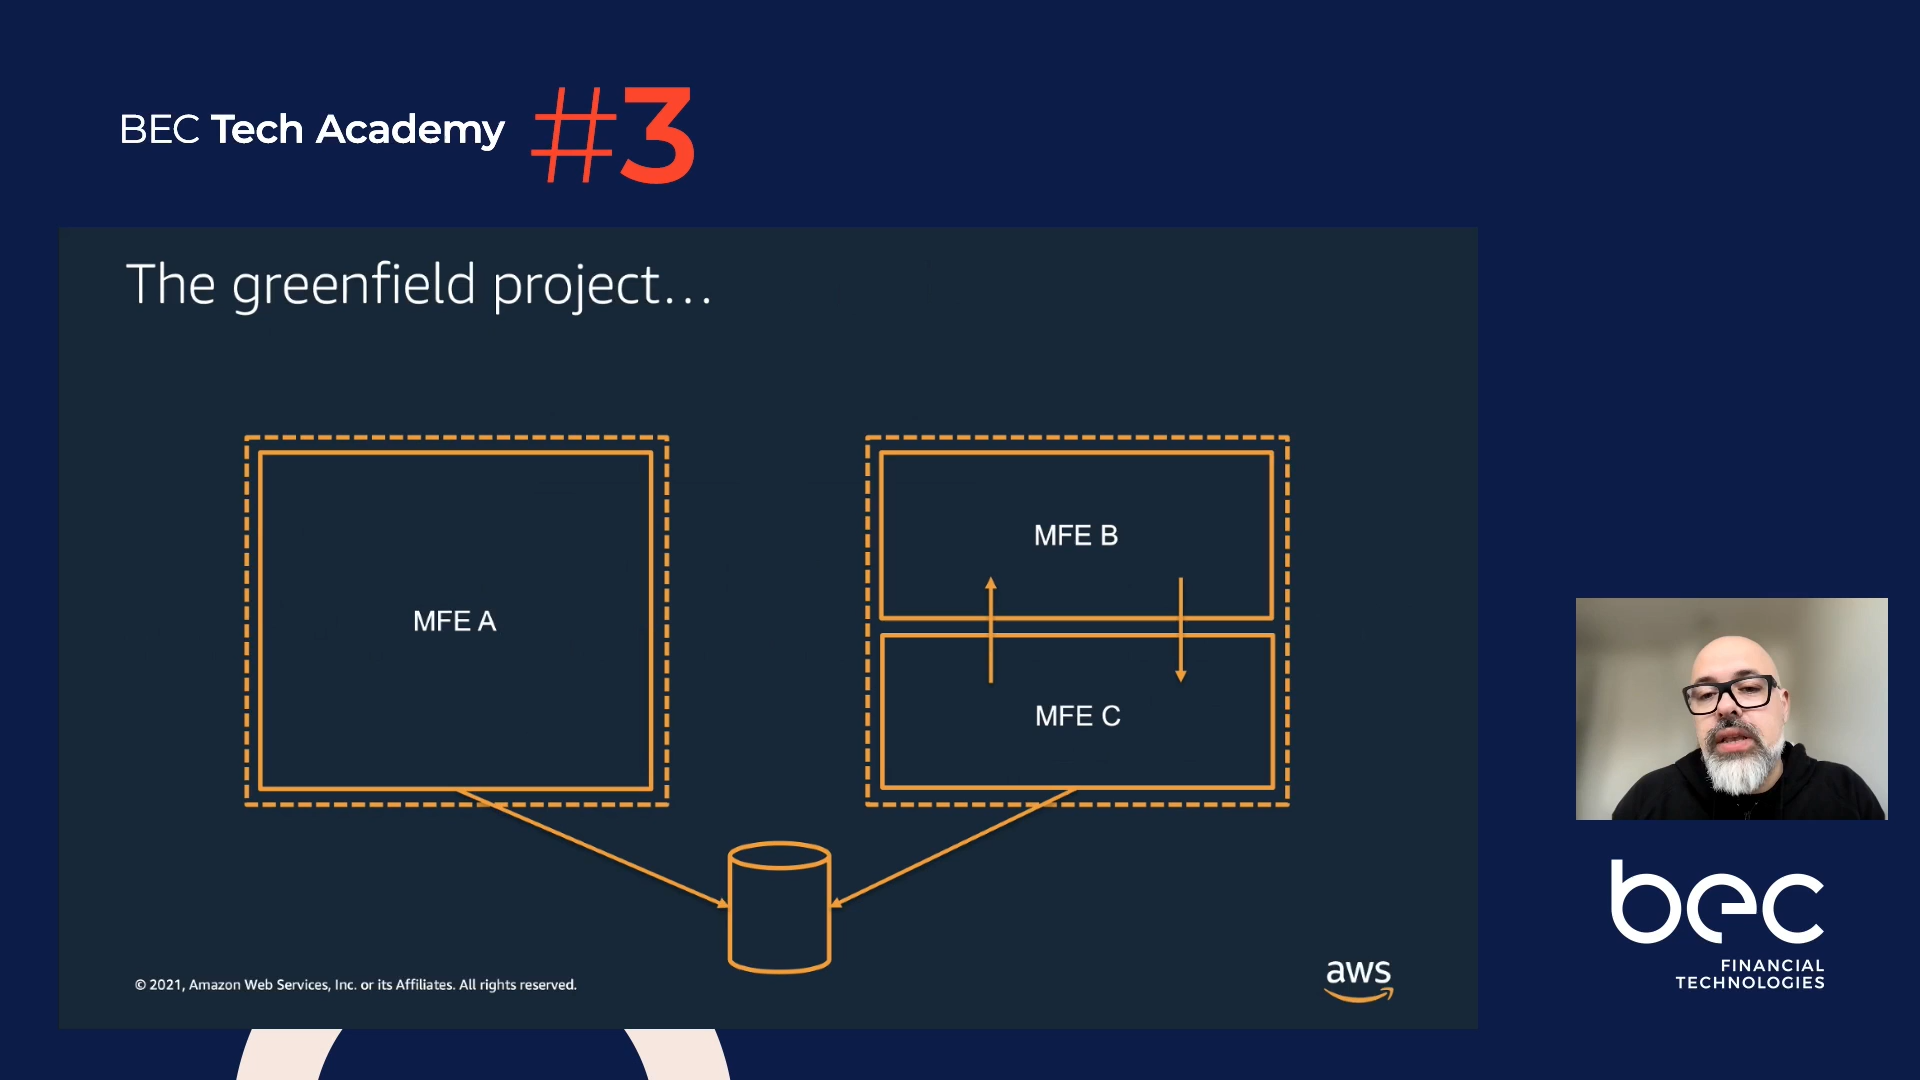 BEC Tech Academy #3
The greenfield project...
MFE A
MFE B
MFE C
© 2021, Amazon Web Services, Inc. or its Affiliates. All rights reserved.
aws
bec
FINANCIAL
TECHNOLOGIES